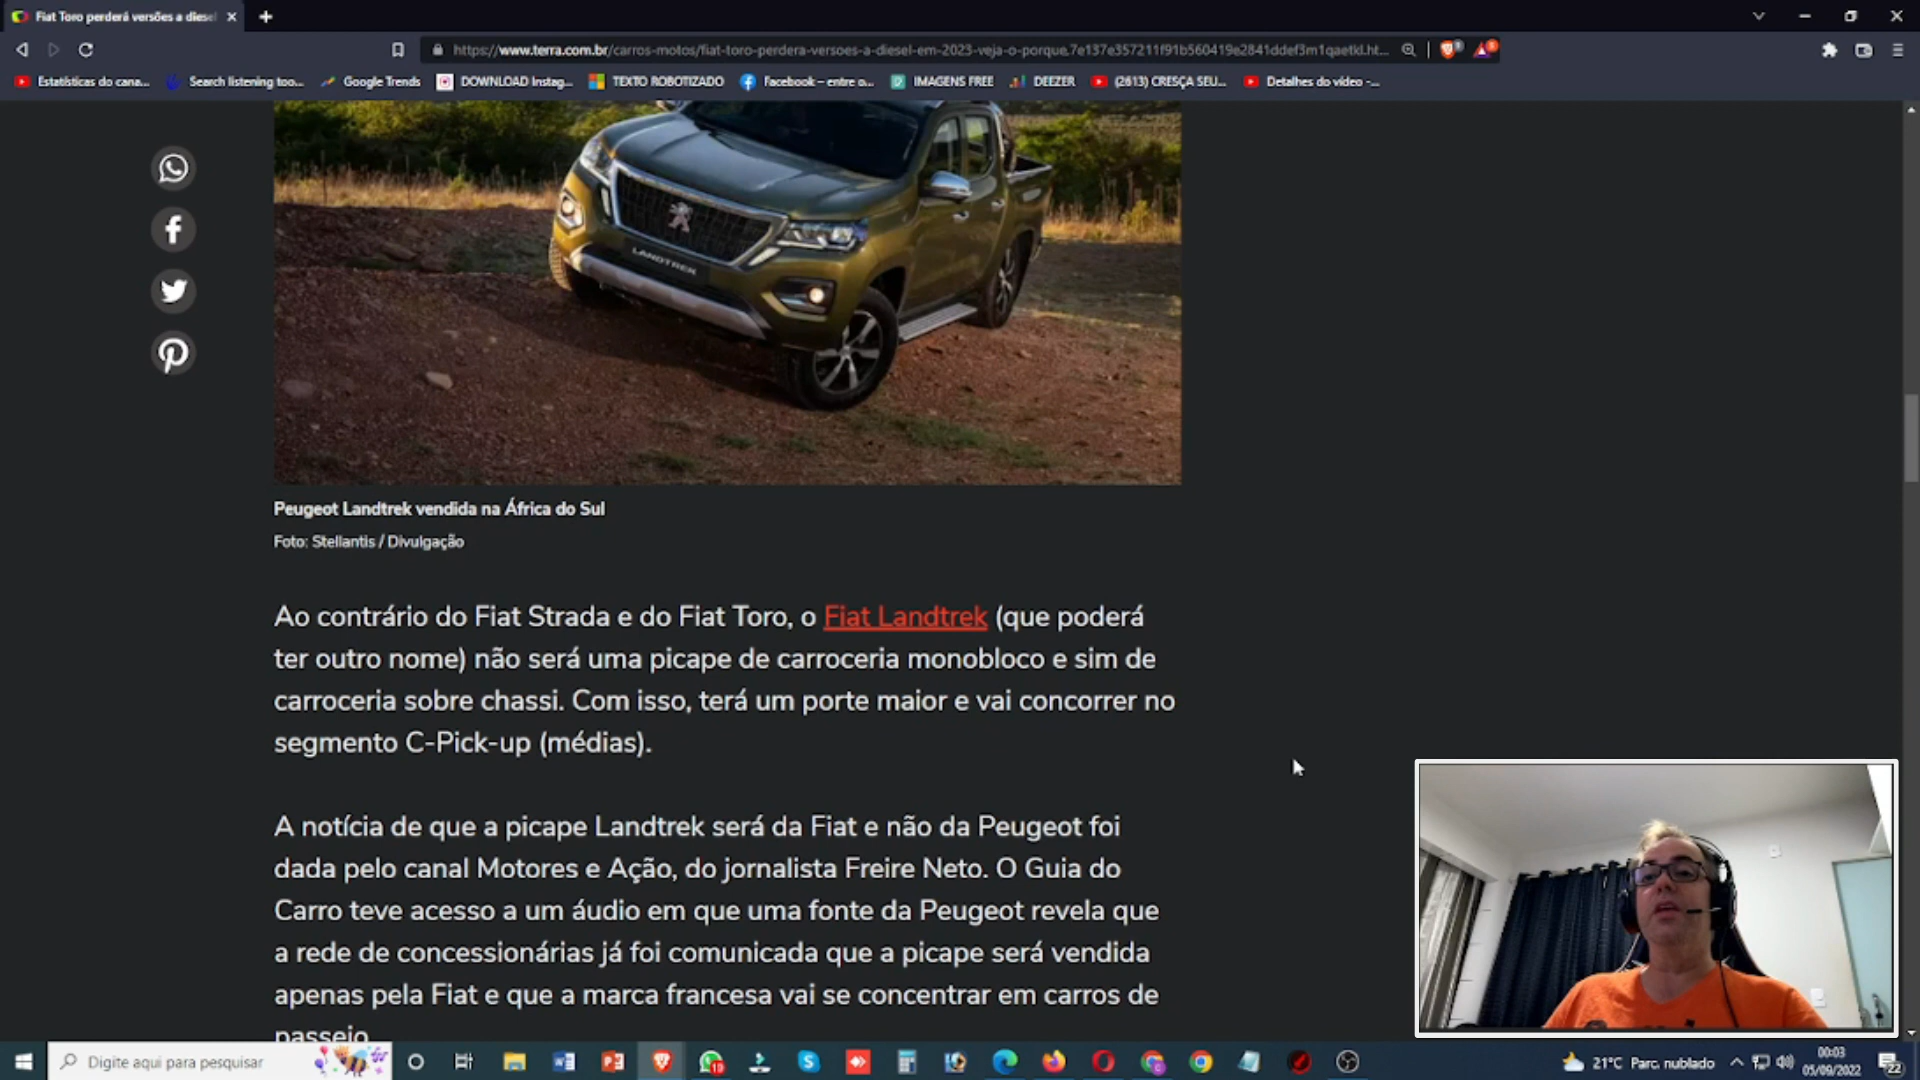 Fiat Toro perderá versões a diesel
https://www.terra.com.br/carros-motos/fiat-toro-perdera-versoes-a-diesel-em-2023-veja-o-porque,7e137e357211f91b560419e2841ddef3m1qaetkl.ht...
Estatísticas do cana... Search listening too... Google Trends DOWNLOAD Instag... TEXTO ROBOTIZADO Facebook – entre o... IMAGENS FREE DEEZER (2613) CRESÇA SEU... Detalhes do vídeo -...
LANDTREK
Peugeot Landtrek vendida na África do Sul
Foto: Stellantis / Divulgação
Ao contrário do Fiat Strada e do Fiat Toro, o Fiat Landtrek (que poderá
ter outro nome) não será uma picape de carroceria monobloco e sim de
carroceria sobre chassi. Com isso, terá um porte maior e vai concorrer no
segmento C-Pick-up (médias).
A notícia de que a picape Landtrek será da Fiat e não da Peugeot foi
dada pelo canal Motores e Ação, do jornalista Freire Neto. O Guia do
Carro teve acesso a um áudio em que uma fonte da Peugeot revela que
a rede de concessionárias já foi comunicada que a picape será vendida
apenas pela Fiat e que a marca francesa vai se concentrar em carros de
passeio.
Digite aqui para pesquisar
21°C Parc. nublado
00:03
05/09/2022
22